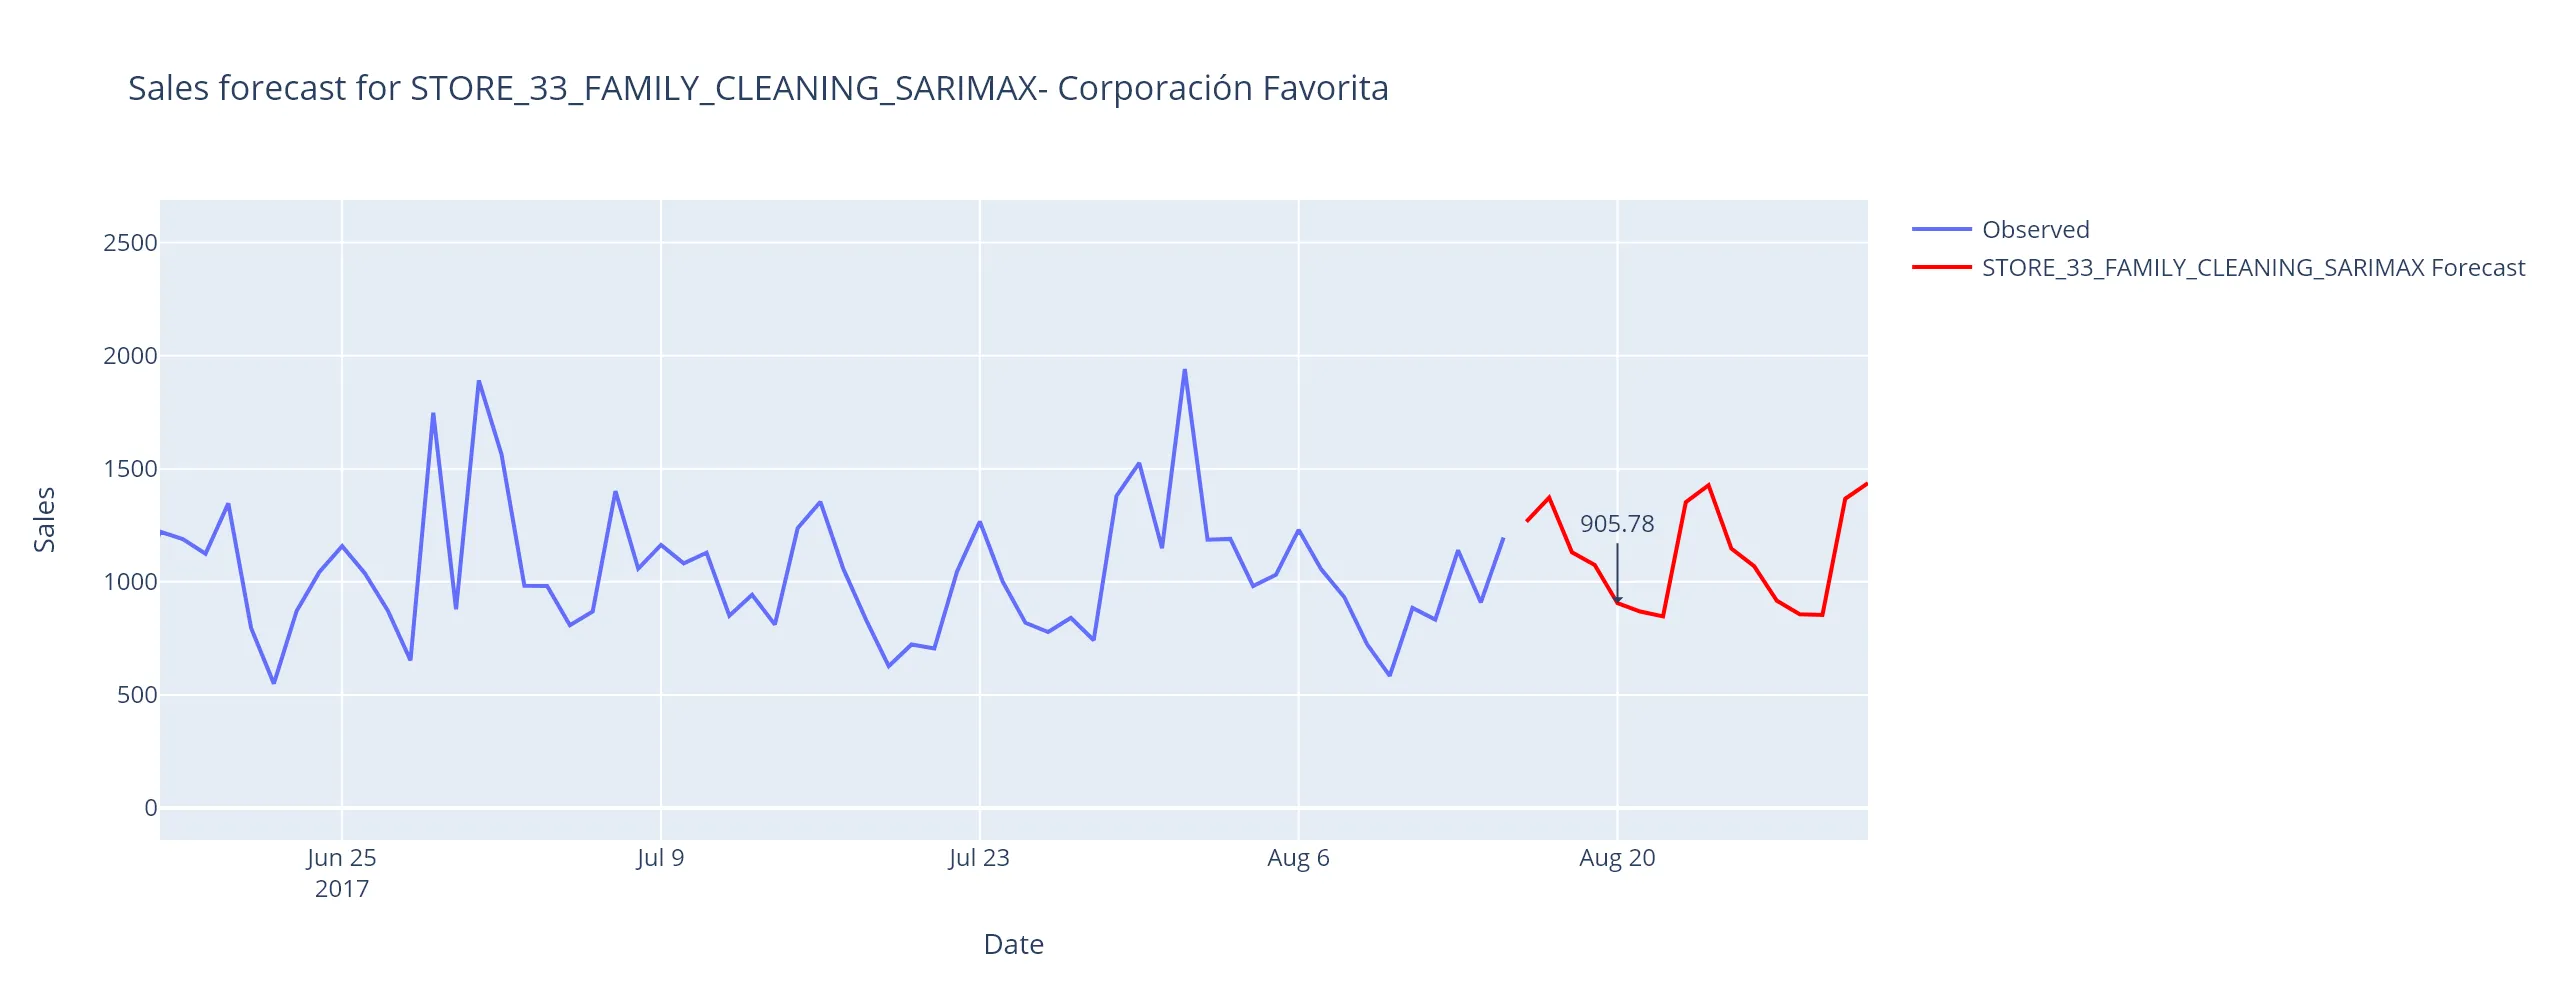 Sales forecast for STORE_33_FAMILY_CLEANING_SARIMAX- Corporación Favorita
Observed
STORE_33_FAMILY_CLEANING_SARIMAX Forecast
2500
2000
1500
1000
500
0
Sales
905.78
Jun 25
2017
Jul 9
Jul 23
Aug 6
Aug 20
Date